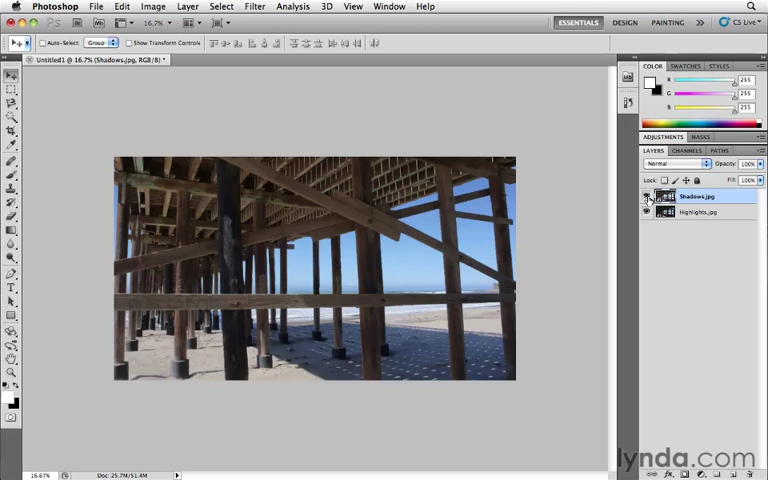 Photoshop File Edit Image Layer Select Filter Analysis 3D View Window Help
Ps Br Mb 16.7% ESSENTIALS DESIGN PAINTING >> CS Live
Auto-Select: Group Show Transform Controls
Untitled1 @ 16.7% (Shadows.jpg, RGB/8) *
COLOR SWATCHES STYLES
R 255
G 255
B 255
ADJUSTMENTS MASKS
LAYERS CHANNELS PATHS
Normal Opacity: 100%
Lock: Fill: 100%
Shadows.jpg
Highlights.jpg
lynda.com
16.67% Doc: 25.7M/51.4M